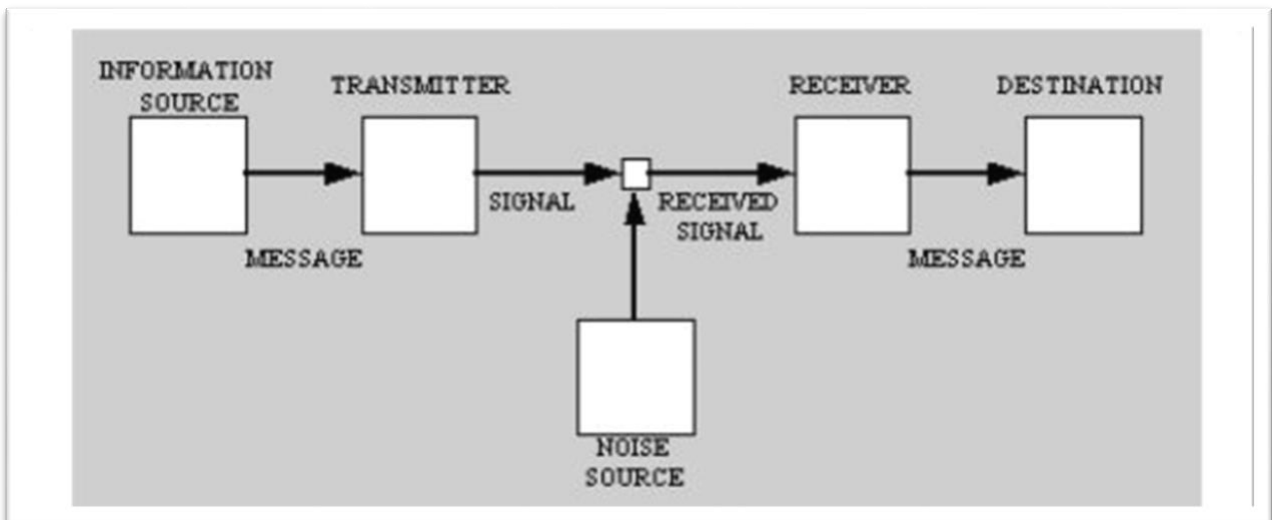 INFORMATION
SOURCE
TRANSMITTER
RECEIVER
DESTINATION
SIGNAL
RECEIVED
SIGNAL
MESSAGE
MESSAGE
NOISE
SOURCE